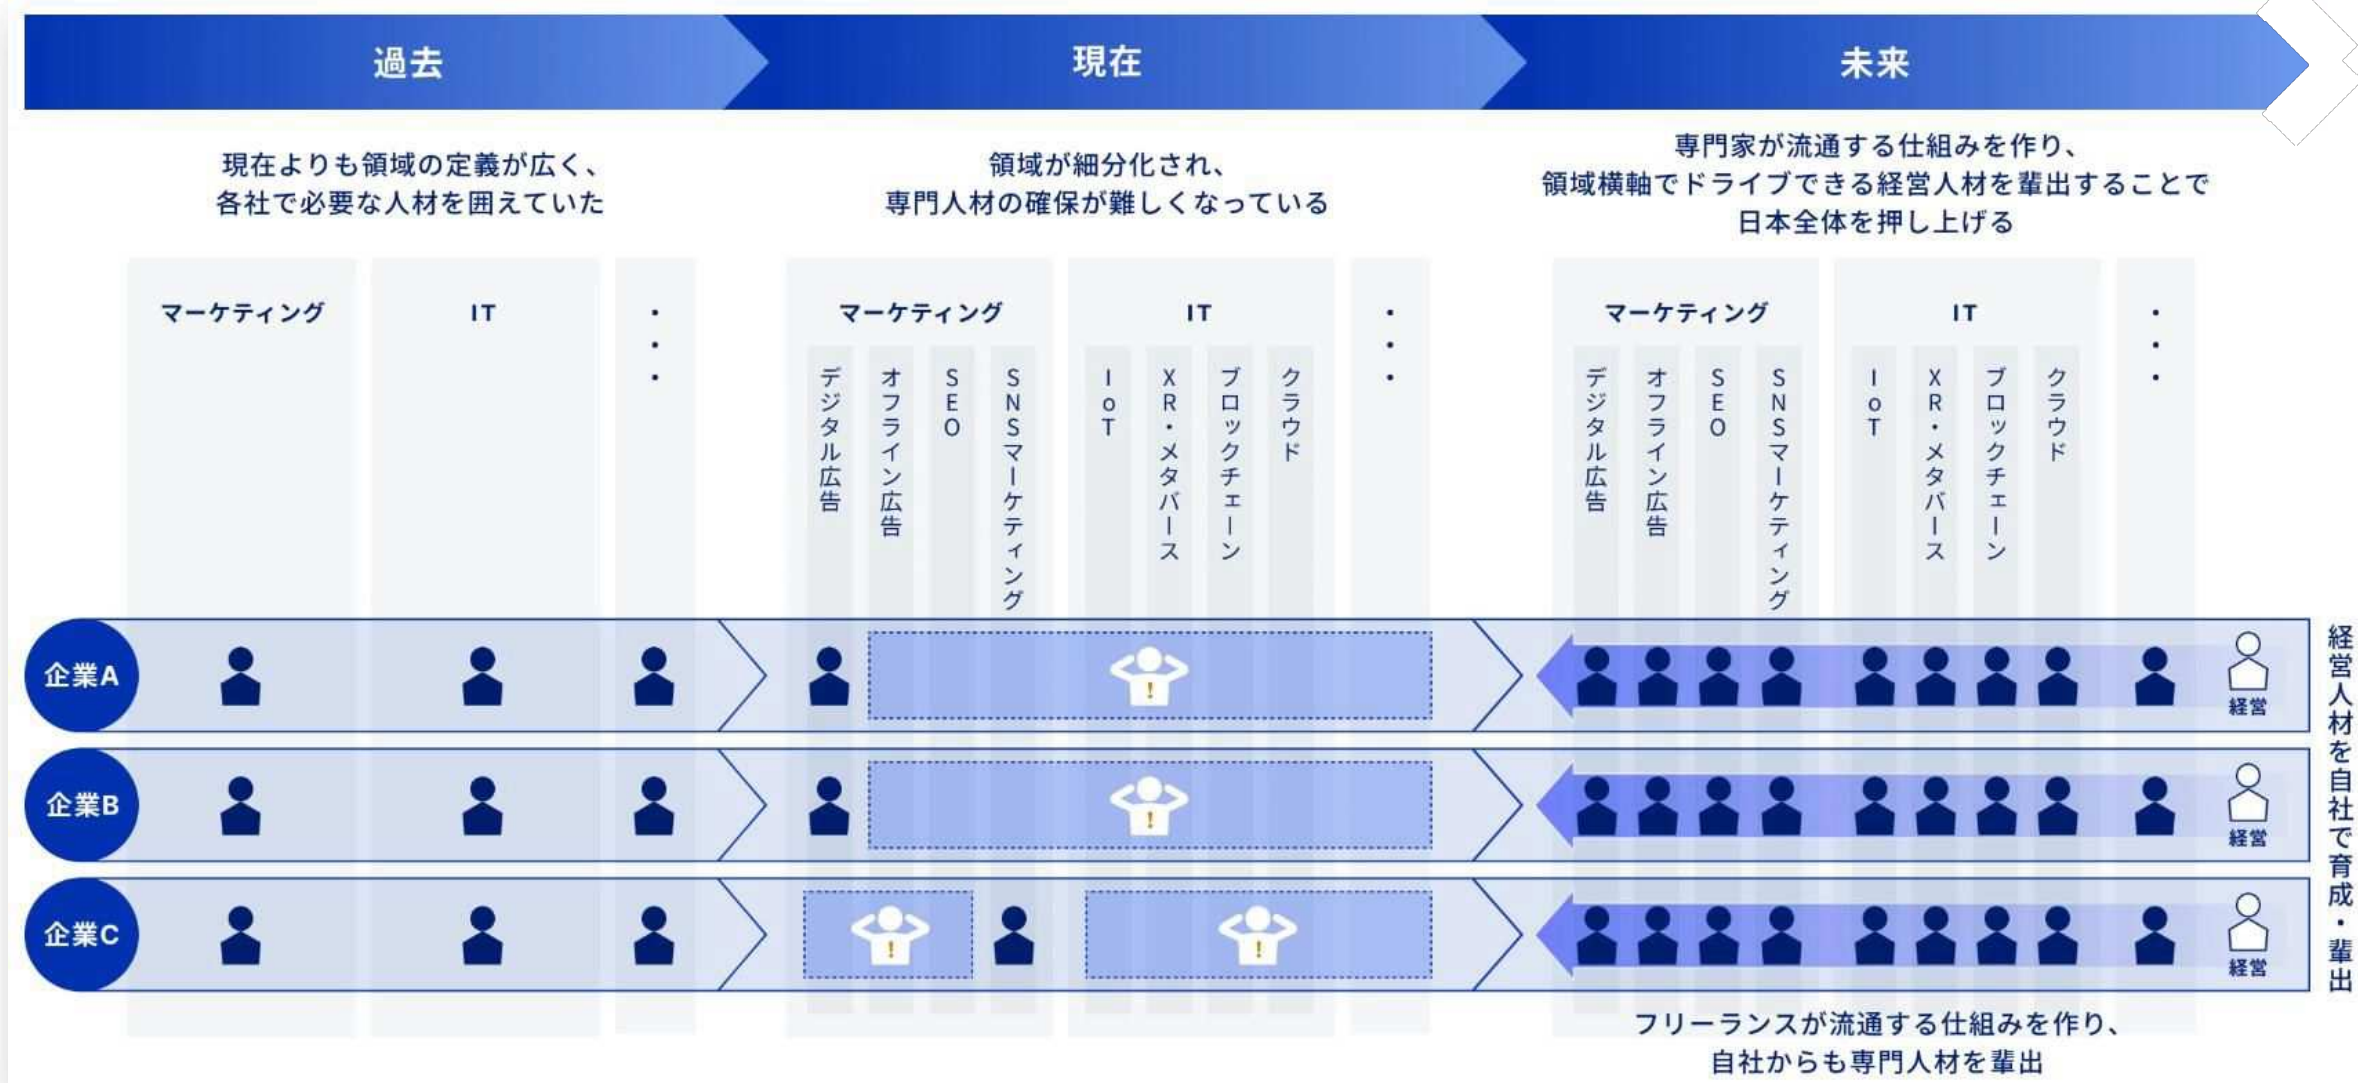 過去
現在
未来
現在よりも領域の定義が広く、
各社で必要な人材を囲えていた
領域が細分化され、
専門人材の確保が難しくなっている
専門家が流通する仕組みを作り、
領域横軸でドライブできる経営人材を輩出することで
日本全体を押し上げる
マーケティング
IT
・・・
マーケティング
デジタル広告
オフライン広告
SEO
SNSマーケティング
IT
IoT
XR・メタバース
ブロックチェーン
クラウド
・・・
マーケティング
デジタル広告
オフライン広告
SEO
SNSマーケティング
IT
IoT
XR・メタバース
ブロックチェーン
クラウド
・・・
企業A
!
経営
企業B
!
経営
企業C
!
!
経営
経営人材を自社で育成・輩出
フリーランスが流通する仕組みを作り、
自社からも専門人材を輩出